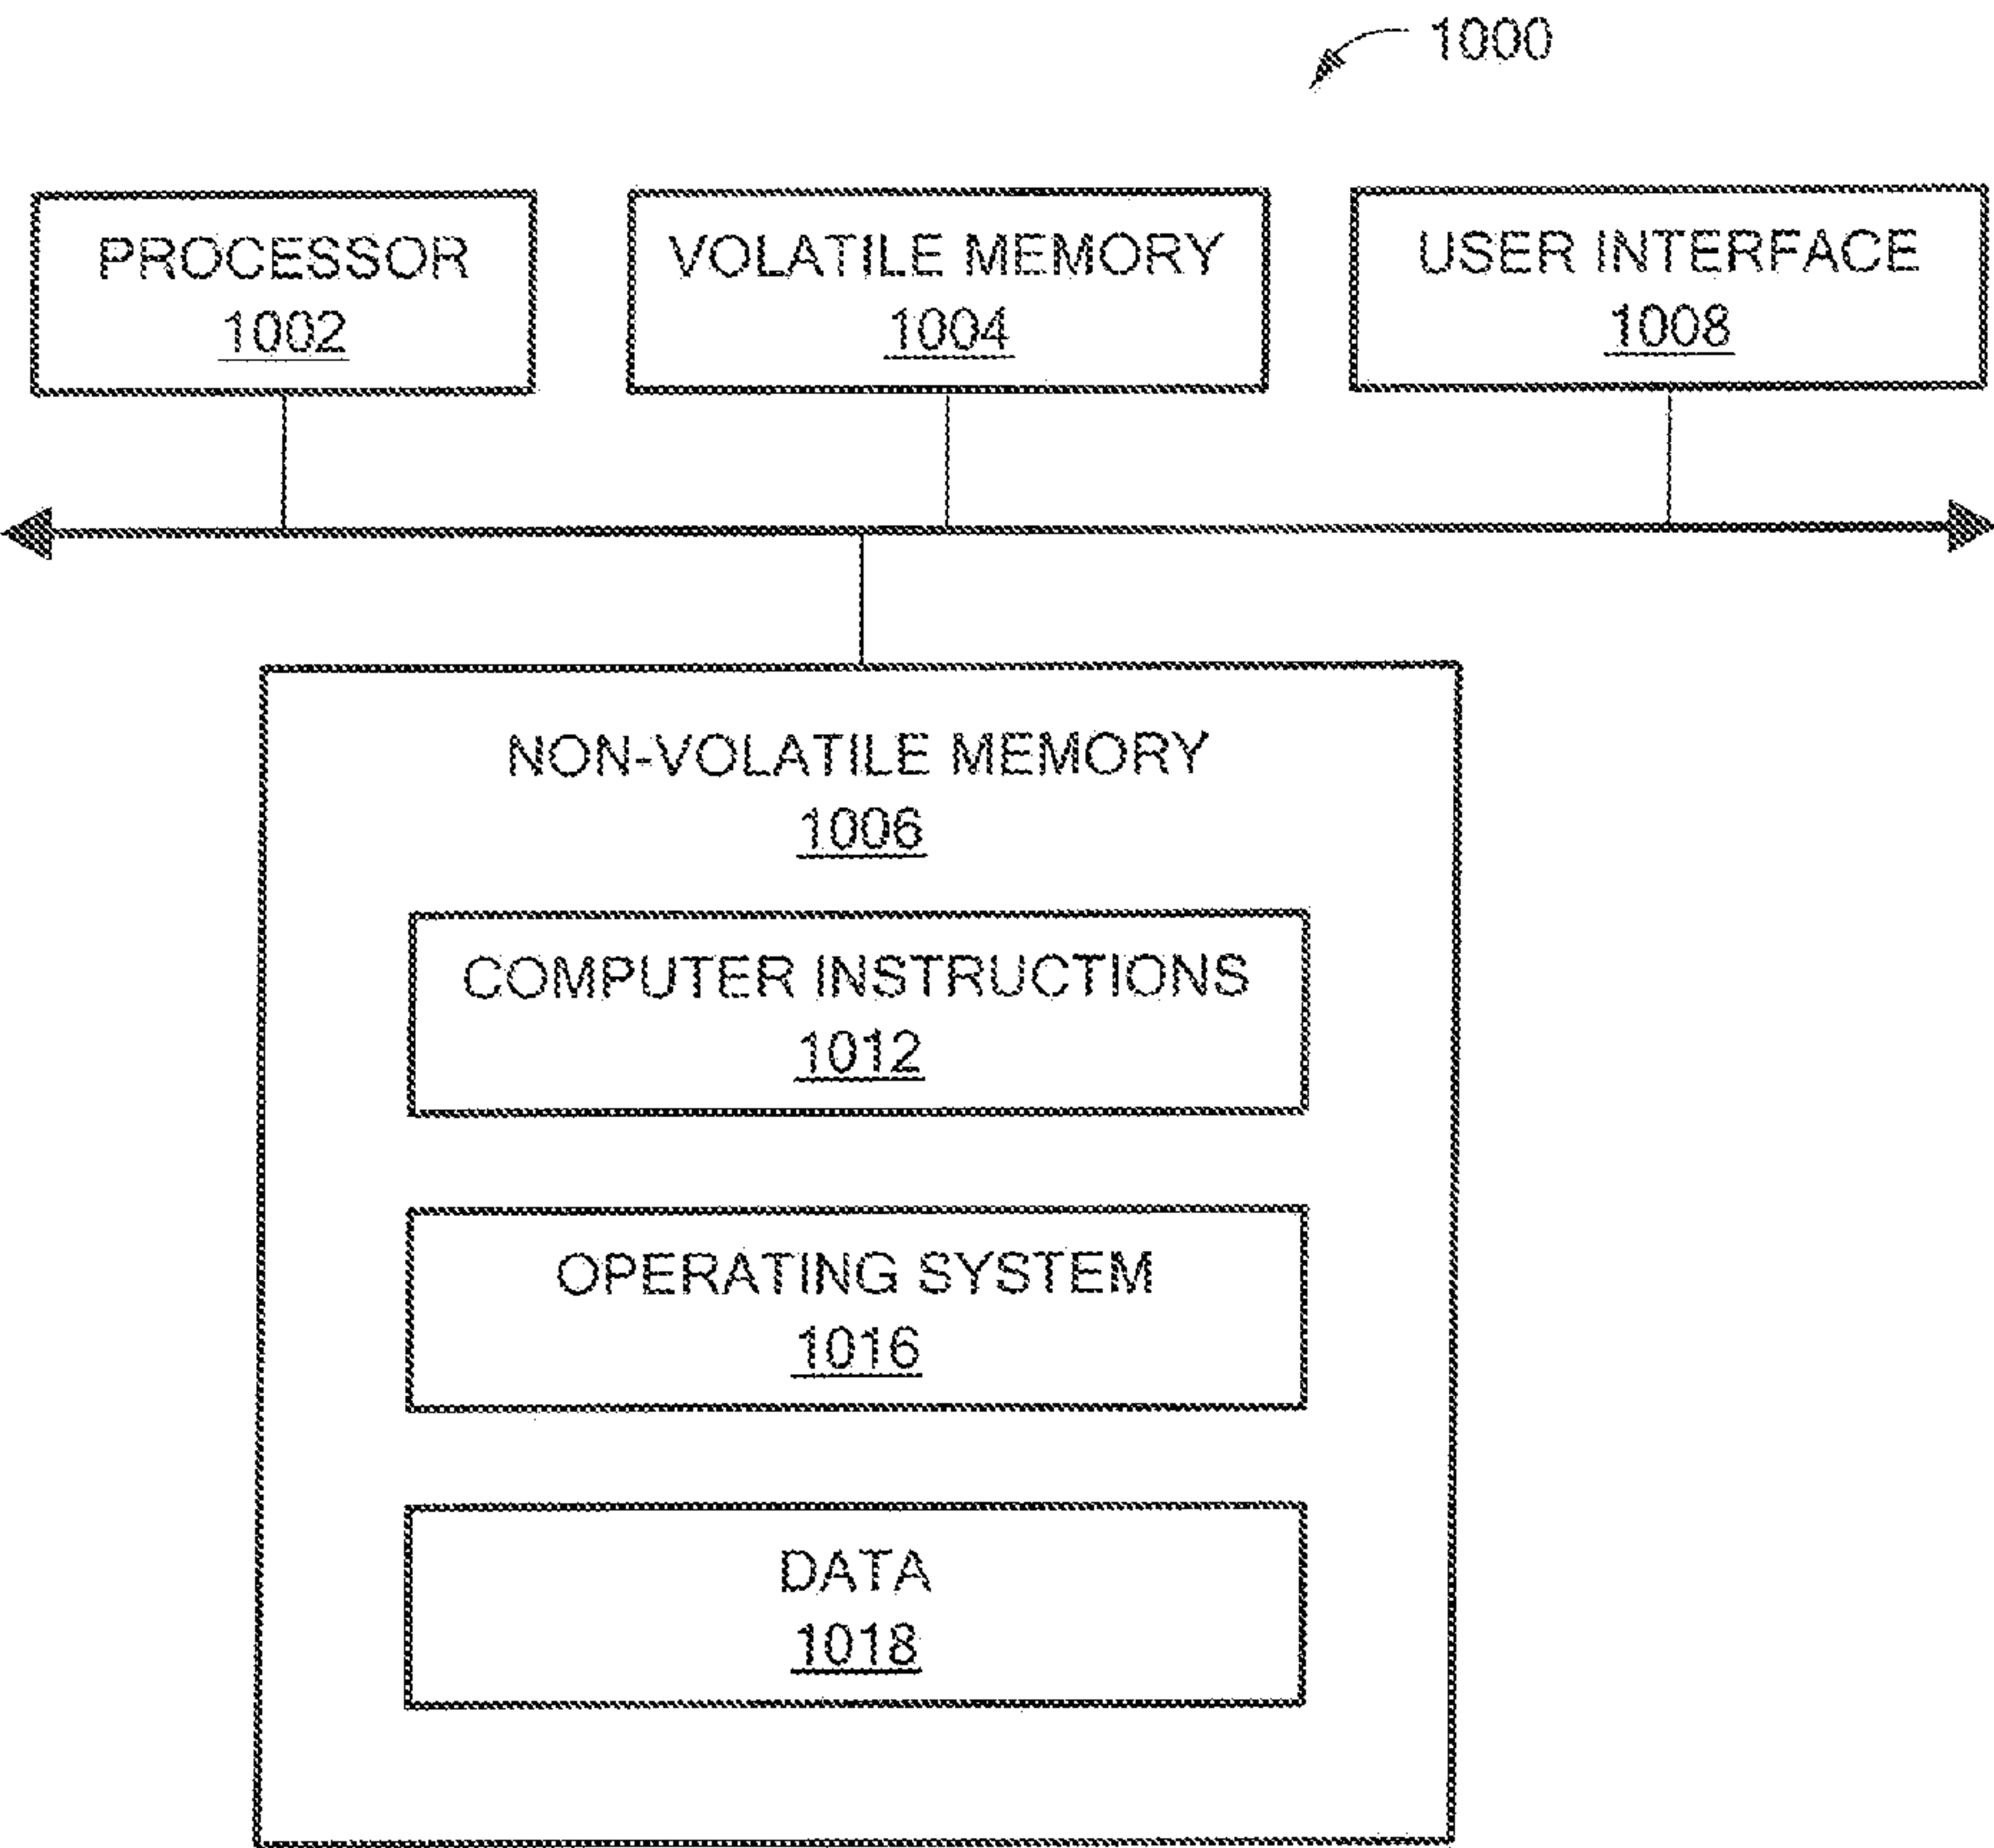 1000
PROCESSOR
1002
VOLATILE MEMORY
1004
USER INTERFACE
1008
NON-VOLATILE MEMORY
1006
COMPUTER INSTRUCTIONS
1012
OPERATING SYSTEM
1016
DATA
1018